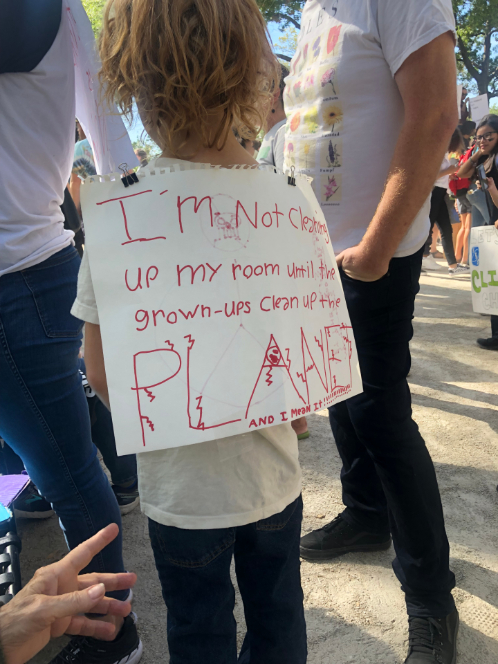 I'm Not Cleaning
up my room until the
grown-ups clean up the
PLANET
AND I MEAN IT!!!!!!!!!!
CLI